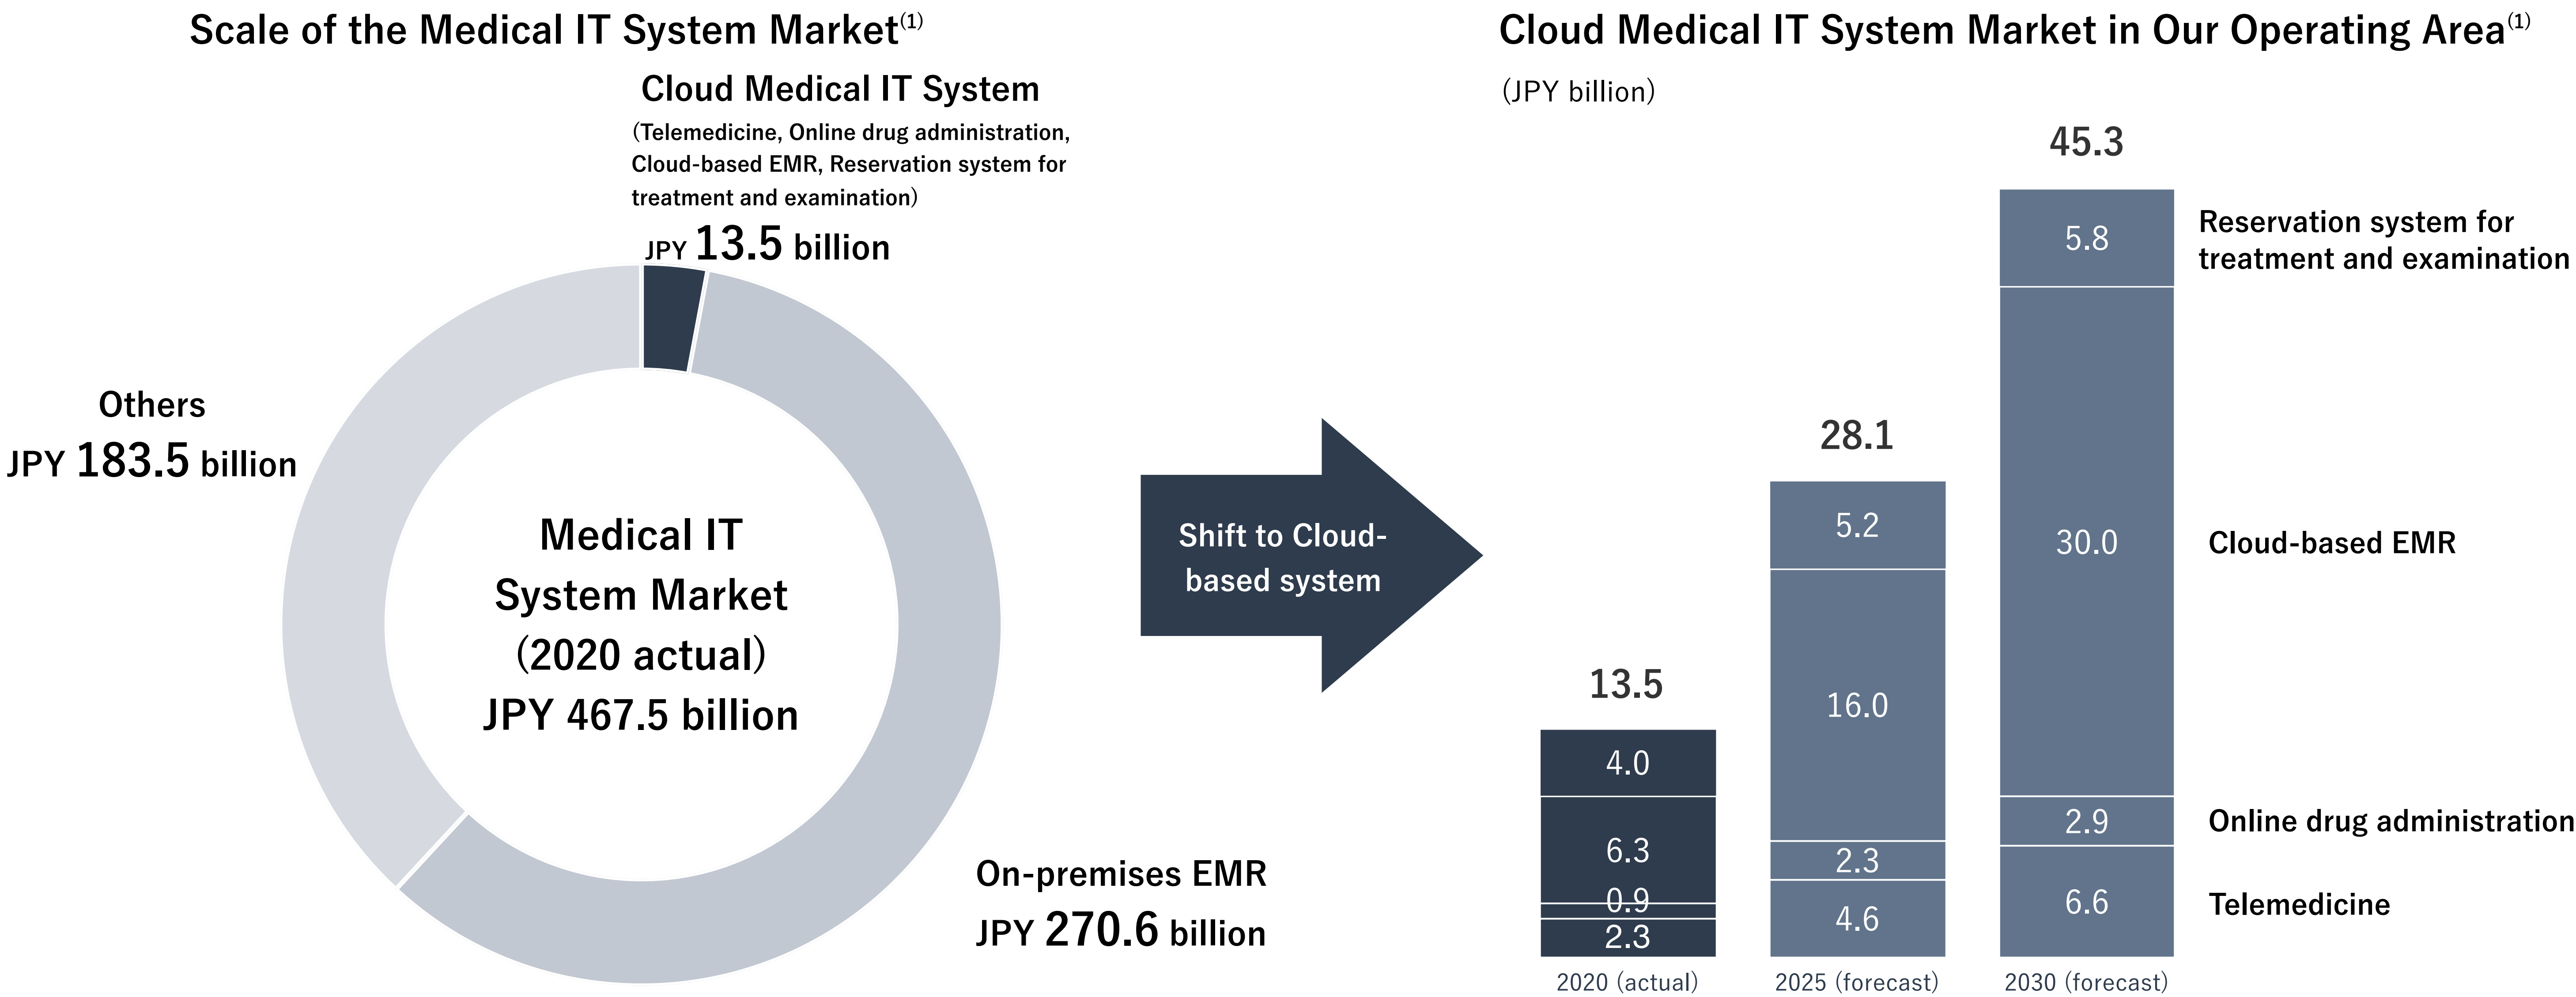 Scale of the Medical IT System Market(1)
Cloud Medical IT System
(Telemedicine, Online drug administration,
Cloud-based EMR, Reservation system for
treatment and examination)
JPY 13.5 billion
Others
JPY 183.5 billion
Medical IT
System Market
(2020 actual)
JPY 467.5 billion
On-premises EMR
JPY 270.6 billion
Shift to Cloud-
based system
Cloud Medical IT System Market in Our Operating Area(1)
(JPY billion)
13.5
4.0
6.3
0.9
2.3
2020 (actual)
28.1
5.2
16.0
2.3
4.6
2025 (forecast)
45.3
5.8
30.0
2.9
6.6
2030 (forecast)
Reservation system for
treatment and examination
Cloud-based EMR
Online drug administration
Telemedicine